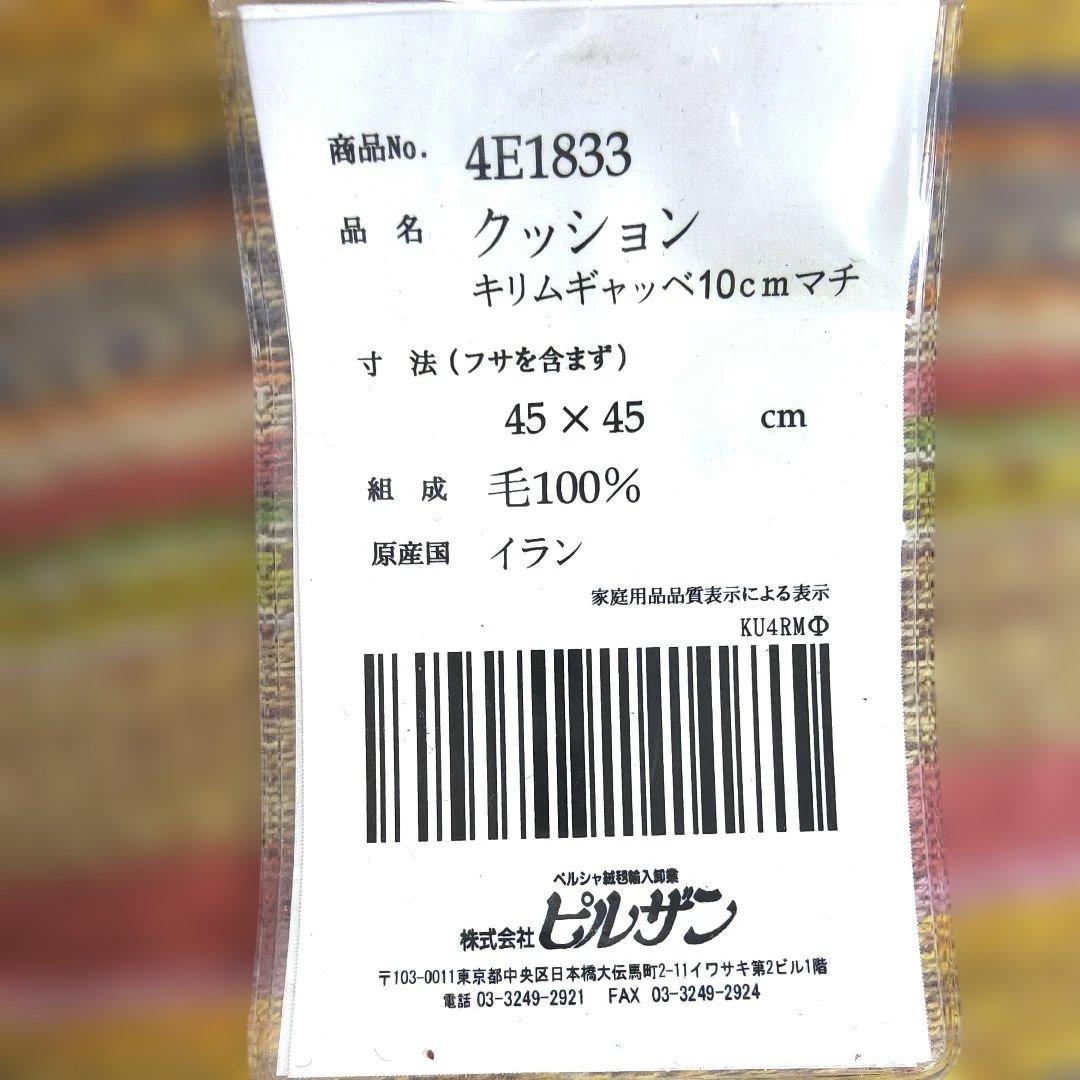 商品No. 4E1833
品 名 クッション
キリムギャッベ10cmマチ
寸 法(フサを含まず)
45×45 cm
組 成 毛100%
原産国 イラン
家庭用品品質表示による表示
KU4RMΦ
ペルシャ絨毯輸入卸業
株式会社ピルザン
〒103-0011東京都中央区日本橋大伝馬町2-11イワサキ第2ビル1階
電話 03-3249-2921 FAX 03-3249-2924